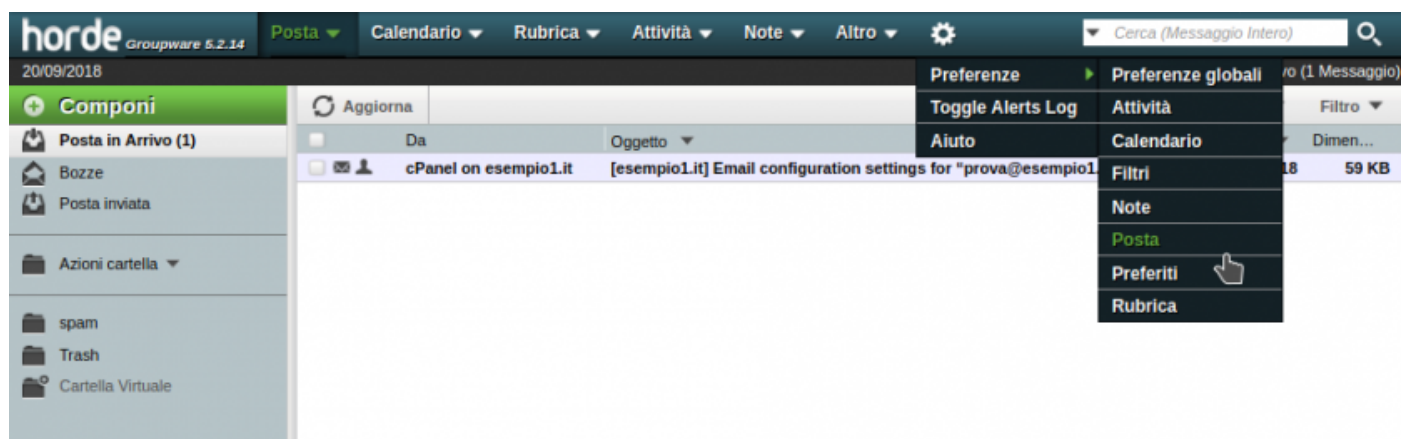 horde Groupware 5.2.14 Posta Calendario Rubrica Attività Note Altro Cerca (Messaggio Intero)
20/09/2018 Preferenze Preferenze globali vo (1 Messaggio)
Componi Aggiorna Toggle Alerts Log Attività Filtro
Posta in Arrivo (1) Da Oggetto Aiuto Calendario Dimen...
Bozze cPanel on esempio1.it [esempio1.it] Email configuration settings for "prova@esempio1. Filtri 18 59 KB
Posta inviata Note
Posta
Azioni cartella Preferiti
Rubrica
spam
Trash
Cartella Virtuale